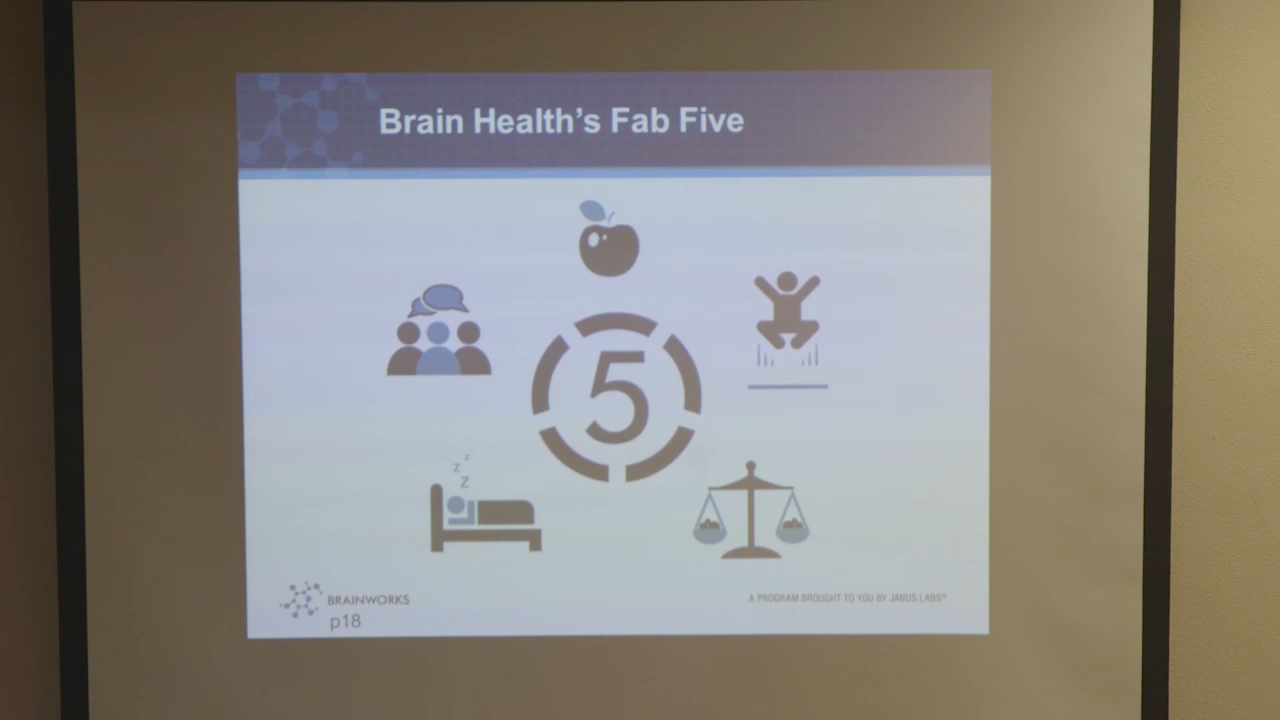 Brain Health's Fab Five
5
z
z
Z
BRAINWORKS
p18
A PROGRAM BROUGHT TO YOU BY JANUS LABS®